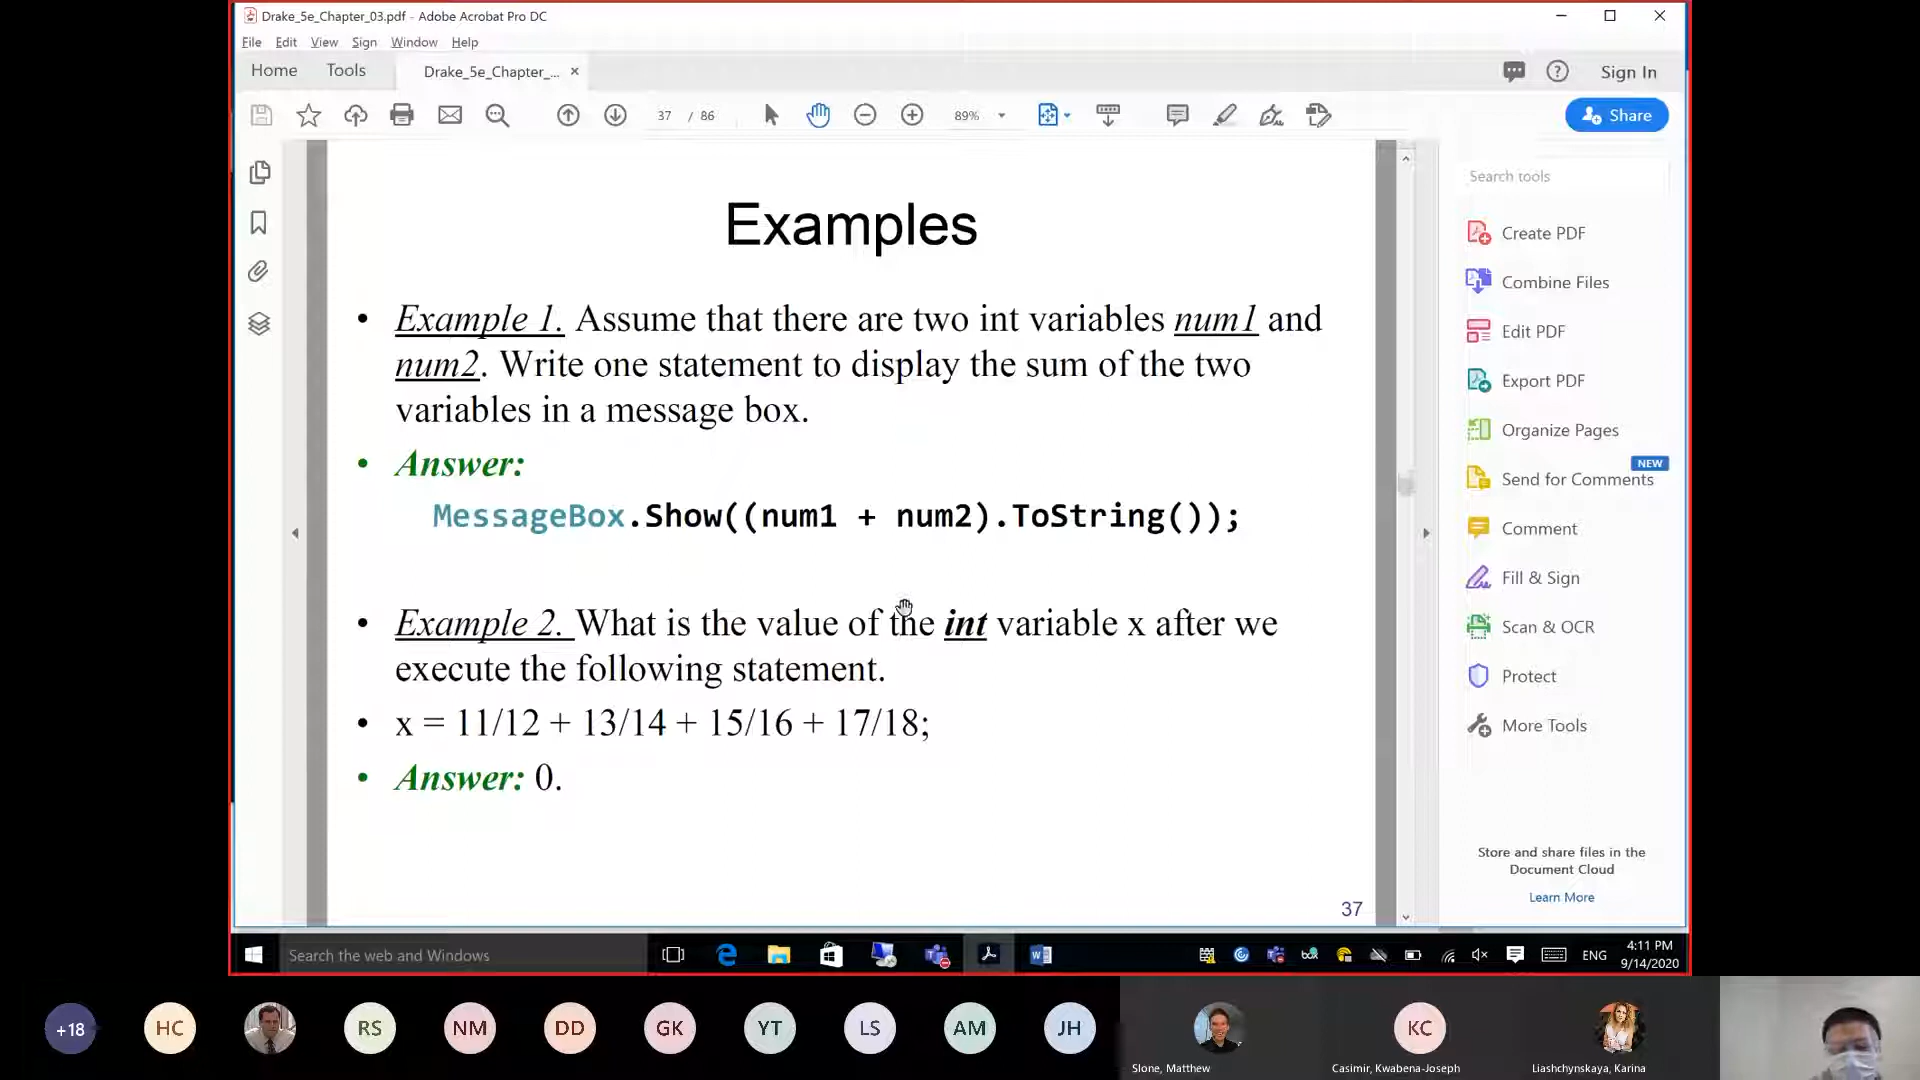 Drake_5e_Chapter_03.pdf - Adobe Acrobat Pro DC
File Edit View Sign Window Help
Home Tools Drake_5e_Chapter_... × Sign In
37 / 86 89% Share
Examples
• Example 1. Assume that there are two int variables num1 and
num2. Write one statement to display the sum of the two
variables in a message box.
• Answer:
MessageBox.Show((num1 + num2).ToString());
• Example 2. What is the value of the int variable x after we
execute the following statement.
• x = 11/12 + 13/14 + 15/16 + 17/18;
• Answer: 0.
37
Search tools
Create PDF
Combine Files
Edit PDF
Export PDF
Organize Pages
NEW
Send for Comments
Comment
Fill & Sign
Scan & OCR
Protect
More Tools
Store and share files in the
Document Cloud
Learn More
Search the web and Windows
ENG
4:11 PM
9/14/2020
+18 HC RS NM DD GK YT LS AM JH KC
Slone, Matthew Casimir, Kwabena-Joseph Liashchynskaya, Karina